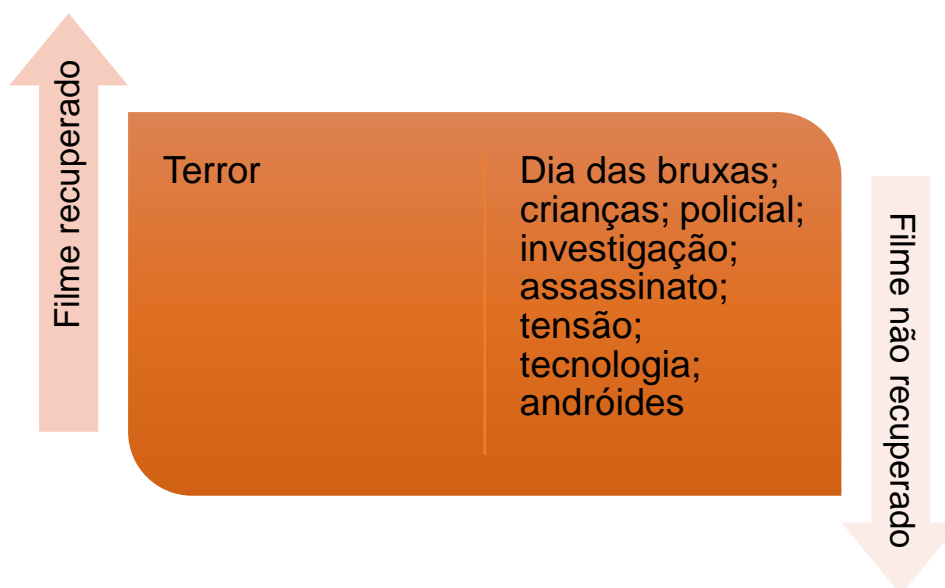 Filme recuperado
Terror
Dia das bruxas;
crianças; policial;
investigação;
assassinato;
tensão;
tecnologia;
andróides
Filme não recuperado